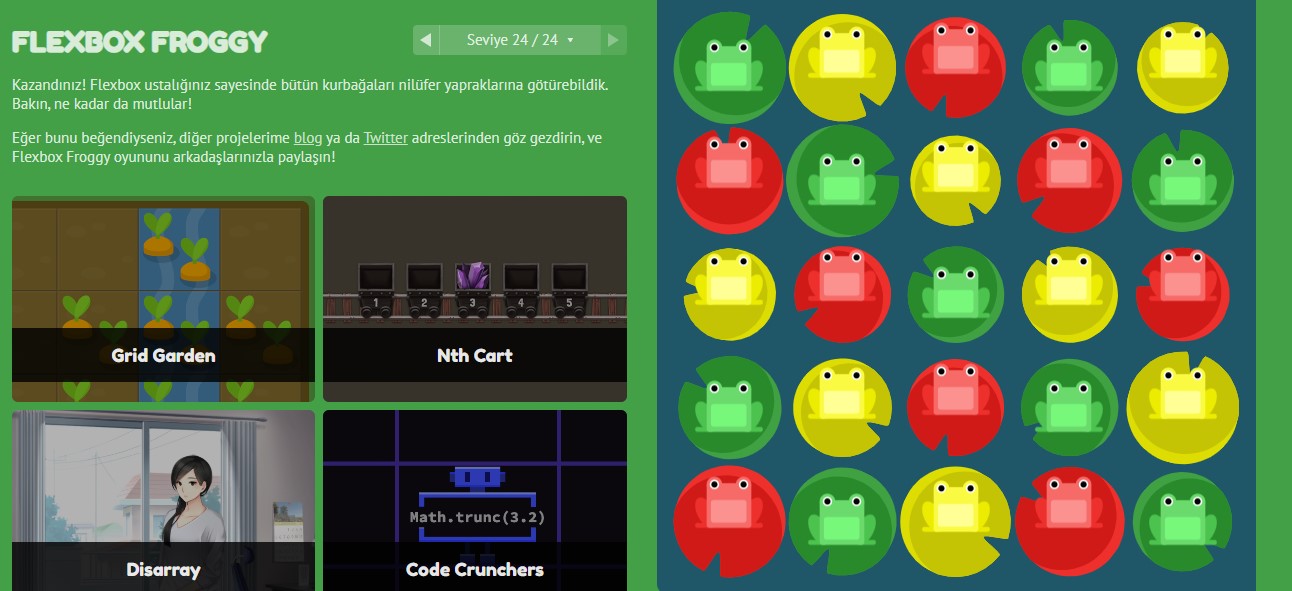 FLEXBOX FROGGY
Seviye 24 / 24
Kazandınız! Flexbox ustalığınız sayesinde bütün kurbağaları nilüfer yapraklarına götürebildik.
Bakın, ne kadar da mutlular!
Eğer bunu beğendiyseniz, diğer projelerime blog ya da Twitter adreslerinden göz gezdirin, ve
Flexbox Froggy oyununu arkadaşlarınızla paylaşın!
1 2 3 4 5
Grid Garden
Nth Cart
Math.trunc(3.2)
Disarray
Code Crunchers